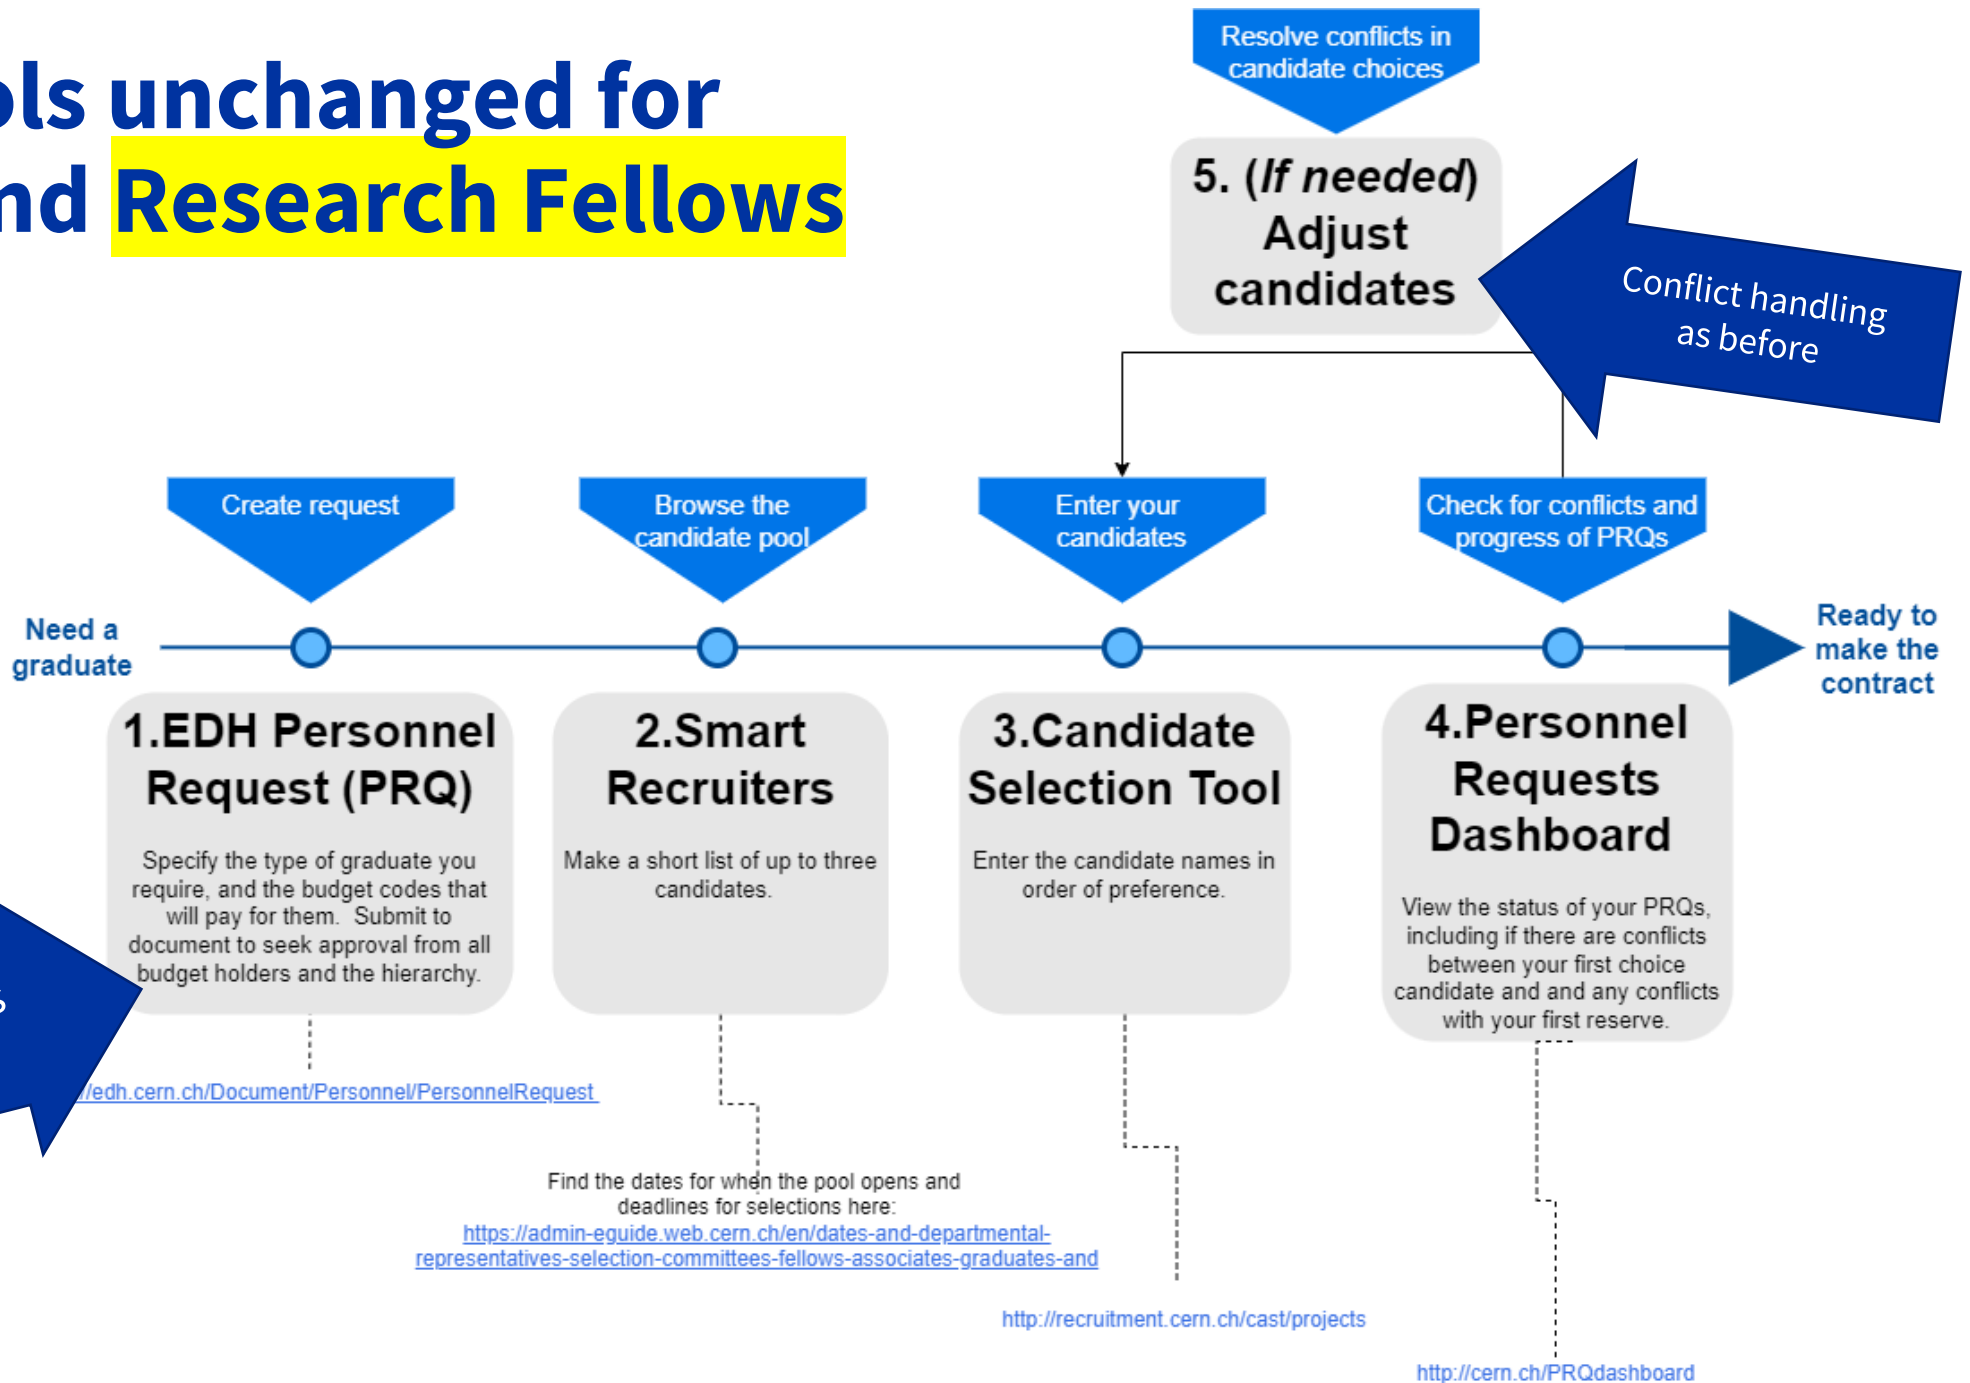 ols unchanged for
nd Research Fellows
Resolve conflicts in
candidate choices
5. (If needed)
Adjust
candidates
Conflict handling
as before
Create request
Browse the
candidate pool
Enter your
candidates
Check for conflicts and
progress of PRQs
Need a
graduate
Ready to
make the
contract
1.EDH Personnel
Request (PRQ)
Specify the type of graduate you
require, and the budget codes that
will pay for them. Submit to
document to seek approval from all
budget holders and the hierarchy.
2.Smart
Recruiters
Make a short list of up to three
candidates.
3.Candidate
Selection Tool
Enter the candidate names in
order of preference.
4.Personnel
Requests
Dashboard
View the status of your PRQs,
including if there are conflicts
between your first choice
candidate and and any conflicts
with your first reserve.
s
/edh.cern.ch/Document/Personnel/PersonnelRequest
Find the dates for when the pool opens and
deadlines for selections here:
https://admin-eguide.web.cern.ch/en/dates-and-departmental-
representatives-selection-committees-fellows-associates-graduates-and
http://recruitment.cern.ch/cast/projects
http://cern.ch/PRQdashboard